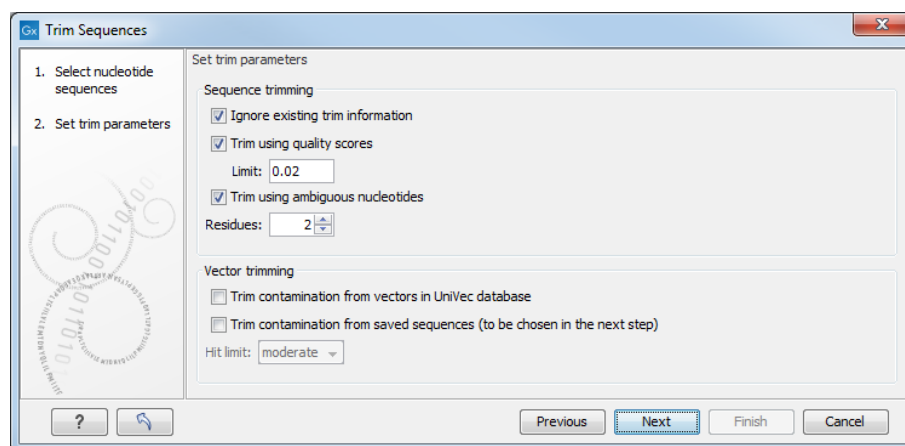 Gx Trim Sequences
1. Select nucleotide
sequences
2. Set trim parameters
Set trim parameters
Sequence trimming
Ignore existing trim information
Trim using quality scores
Limit: 0.02
Trim using ambiguous nucleotides
Residues: 2
Vector trimming
Trim contamination from vectors in UniVec database
Trim contamination from saved sequences (to be chosen in the next step)
Hit limit: moderate
? Previous Next Finish Cancel